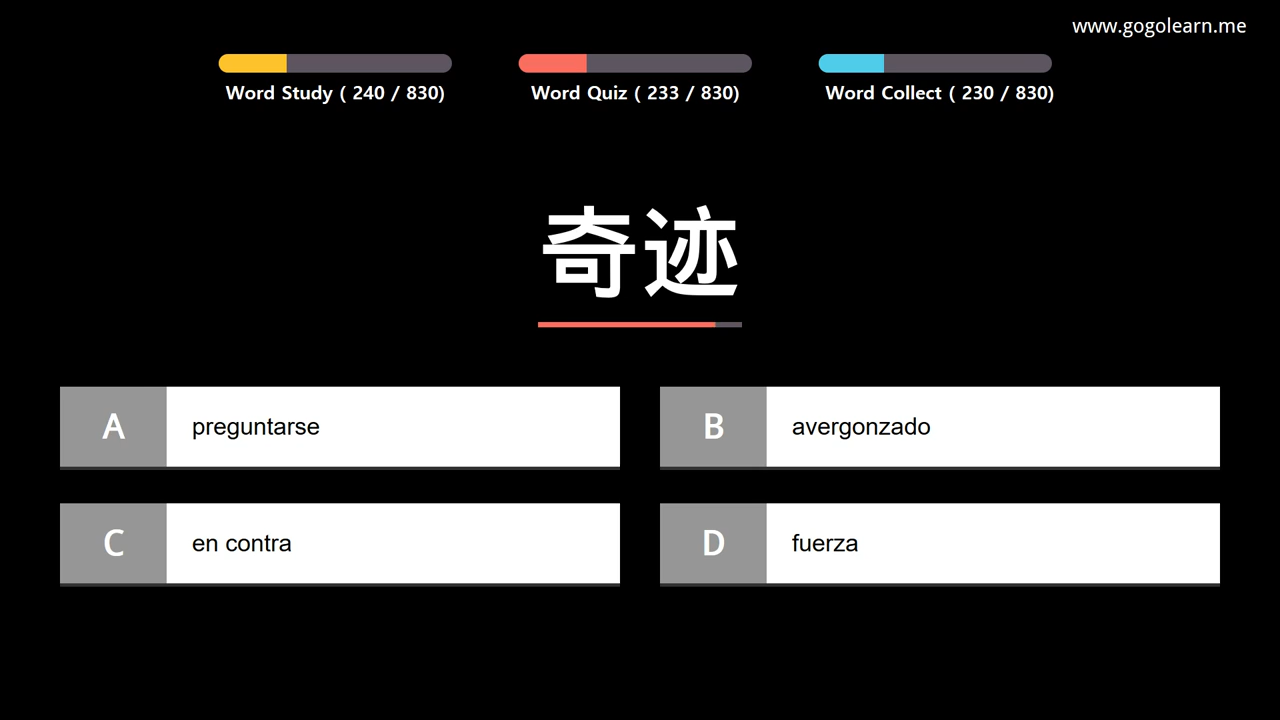 www.gogolearn.me
Word Study ( 240 / 830)
Word Quiz ( 233 / 830)
Word Collect ( 230 / 830)
奇迹
A preguntarse
B avergonzado
C en contra
D fuerza